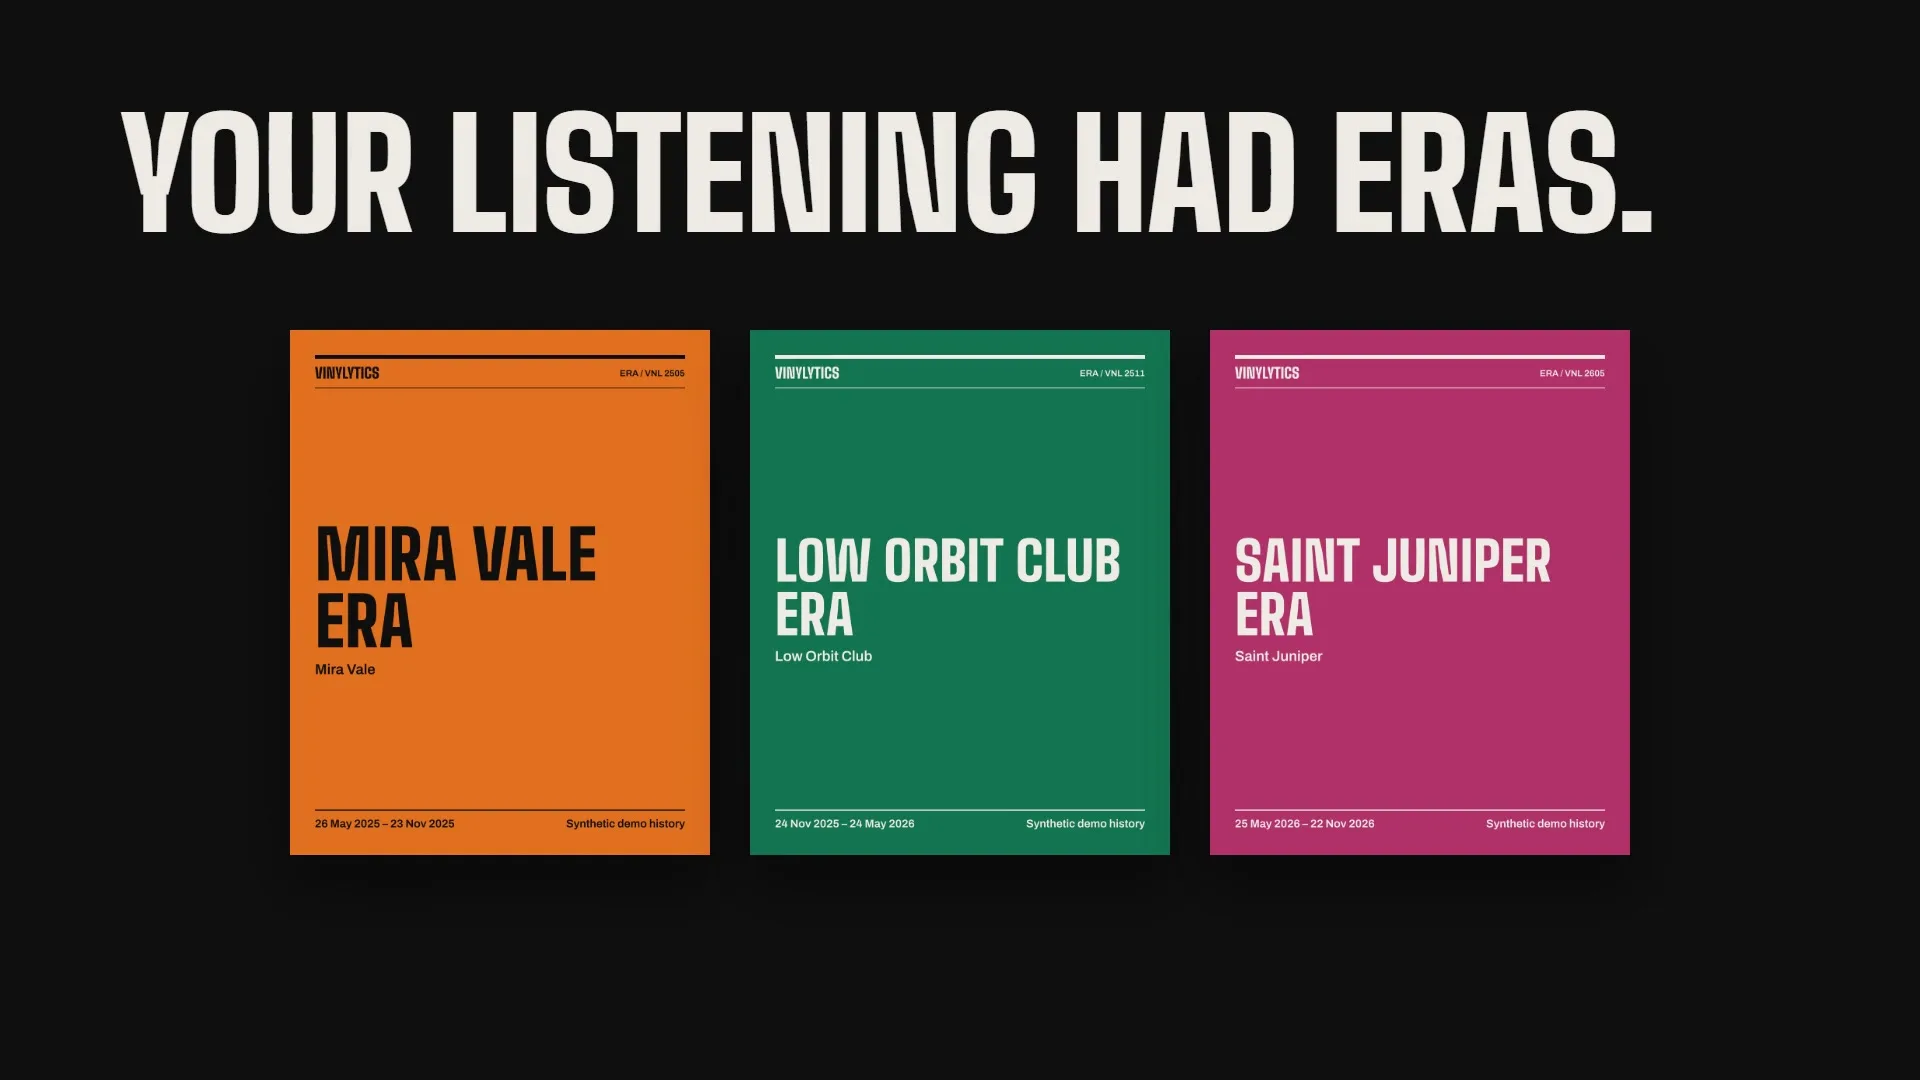 YOUR LISTENING HAD ERAS.
VINYLYTICS
ERA / VNL 2505
MIRA VALE
ERA
Mira Vale
26 May 2025 – 23 Nov 2025
Synthetic demo history
VINYLYTICS
ERA / VNL 2511
LOW ORBIT CLUB
ERA
Low Orbit Club
24 Nov 2025 – 24 May 2026
Synthetic demo history
VINYLYTICS
ERA / VNL 2605
SAINT JUNIPER
ERA
Saint Juniper
25 May 2026 – 22 Nov 2026
Synthetic demo history